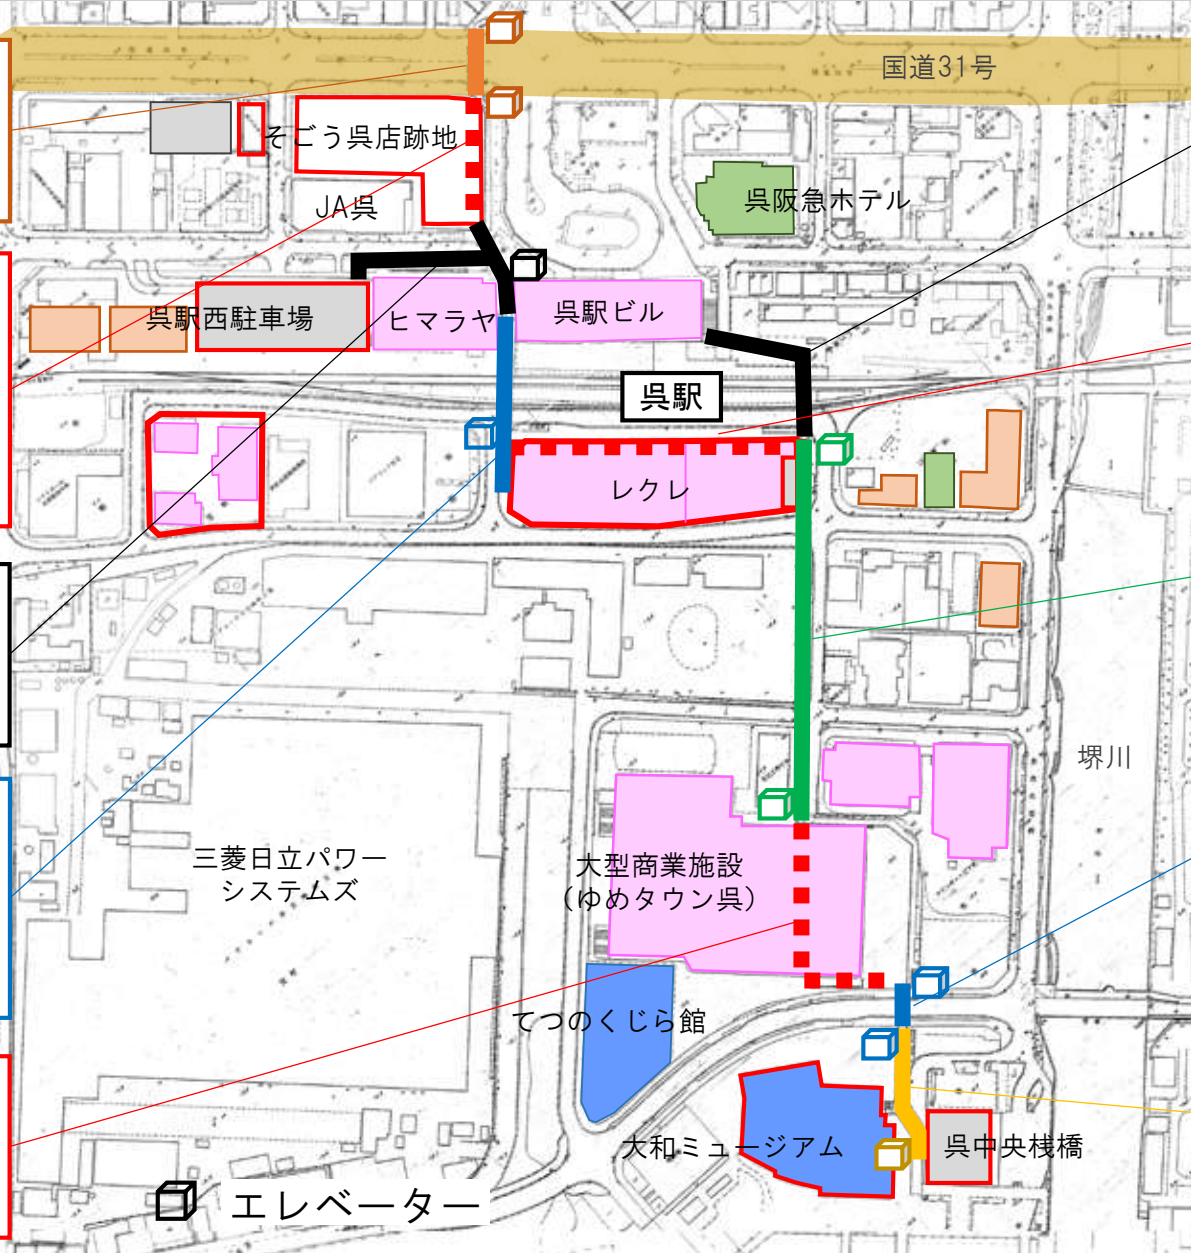 国道31号
そごう呉店跡地
JA呉
呉阪急ホテル
呉駅西駐車場
ヒマラヤ
呉駅ビル
呉駅
レクレ
堺川
三菱日立パワー
システムズ
大型商業施設
（ゆめタウン呉）
てつのくじら館
大和ミュージアム
呉中央桟橋
エレベーター